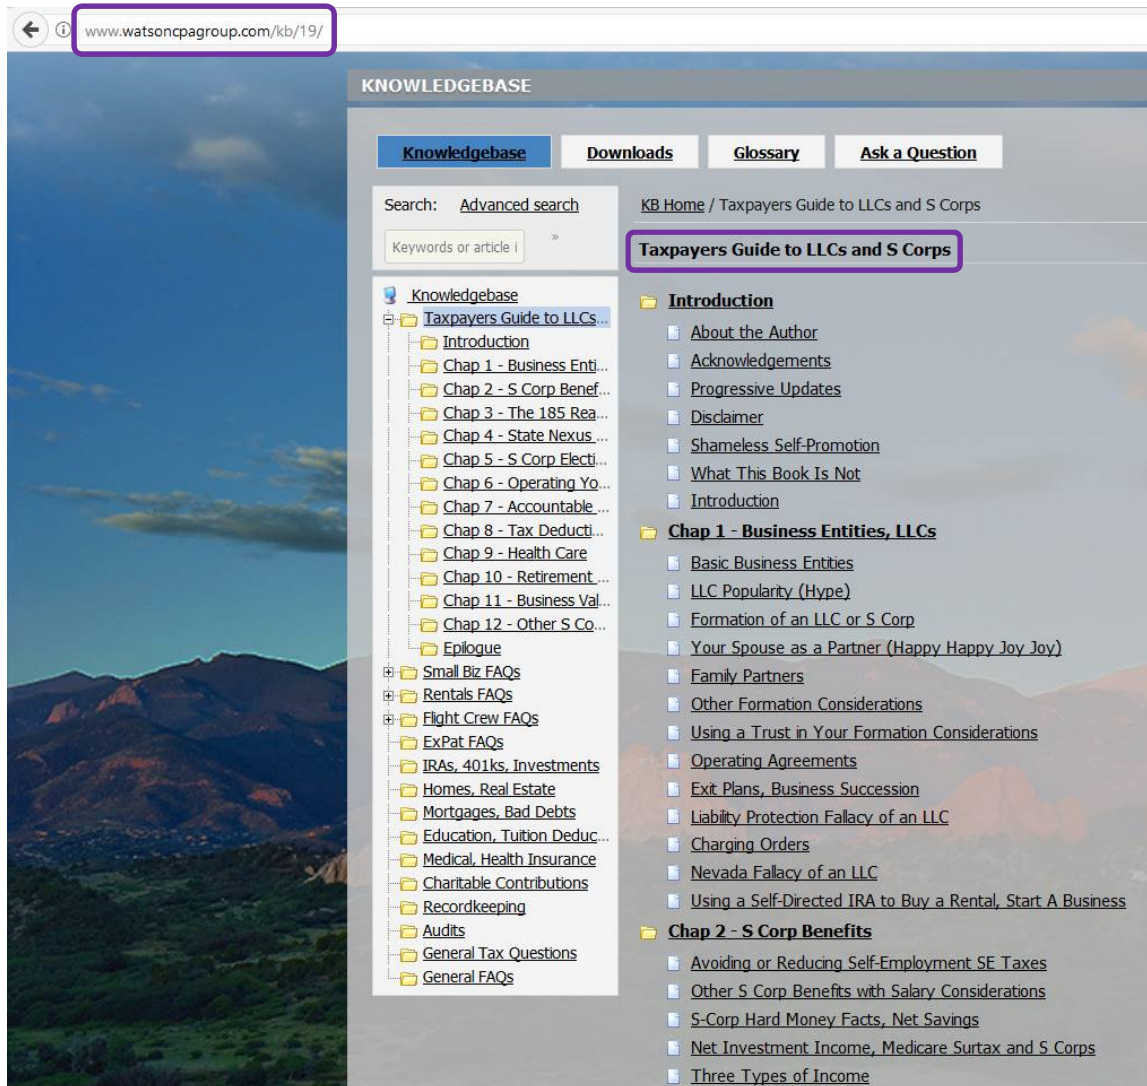 www.watsoncpagroup.com/kb/19/
KNOWLEDGEBASE
Knowledgebase Downloads Glossary Ask a Question
Search: Advanced search
Keywords or article i »
Knowledgebase
Taxpayers Guide to LLCs...
Introduction
Chap 1 - Business Enti...
Chap 2 - S Corp Benef...
Chap 3 - The 185 Rea...
Chap 4 - State Nexus ...
Chap 5 - S Corp Electi...
Chap 6 - Operating Yo...
Chap 7 - Accountable ...
Chap 8 - Tax Deducti...
Chap 9 - Health Care
Chap 10 - Retirement ...
Chap 11 - Business Val...
Chap 12 - Other S Co...
Epilogue
Small Biz FAQs
Rentals FAQs
Flight Crew FAQs
ExPat FAQs
IRAs, 401ks, Investments
Homes, Real Estate
Mortgages, Bad Debts
Education, Tuition Deduc...
Medical, Health Insurance
Charitable Contributions
Recordkeeping
Audits
General Tax Questions
General FAQs
KB Home / Taxpayers Guide to LLCs and S Corps
Taxpayers Guide to LLCs and S Corps
Introduction
About the Author
Acknowledgements
Progressive Updates
Disclaimer
Shameless Self-Promotion
What This Book Is Not
Introduction
Chap 1 - Business Entities, LLCs
Basic Business Entities
LLC Popularity (Hype)
Formation of an LLC or S Corp
Your Spouse as a Partner (Happy Happy Joy Joy)
Family Partners
Other Formation Considerations
Using a Trust in Your Formation Considerations
Operating Agreements
Exit Plans, Business Succession
Liability Protection Fallacy of an LLC
Charging Orders
Nevada Fallacy of an LLC
Using a Self-Directed IRA to Buy a Rental, Start A Business
Chap 2 - S Corp Benefits
Avoiding or Reducing Self-Employment SE Taxes
Other S Corp Benefits with Salary Considerations
S-Corp Hard Money Facts, Net Savings
Net Investment Income, Medicare Surtax and S Corps
Three Types of Income